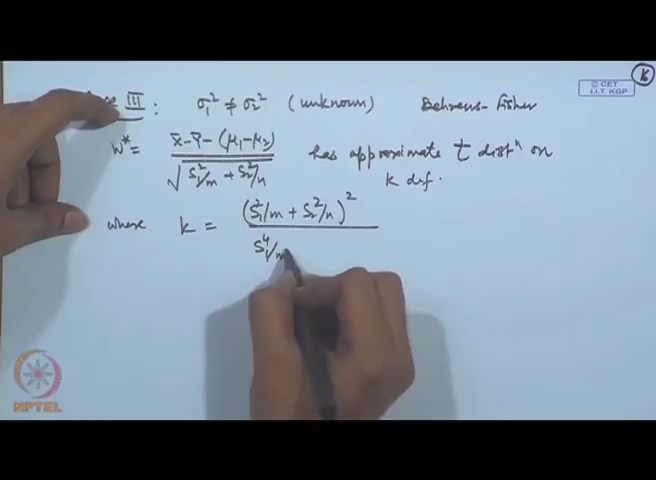 III : σ₁² ≠ σ₂² (unknown) Behrens-Fisher
© CET
I.I.T. KGP
W* = X̄-Ȳ-(μ₁-μ₂) / √(S₁²/m + S₂²/n) has approximate t distⁿ on
k d.f.
where k = (S₁²/m + S₂²/n)²
S₁⁴/m
NPTEL